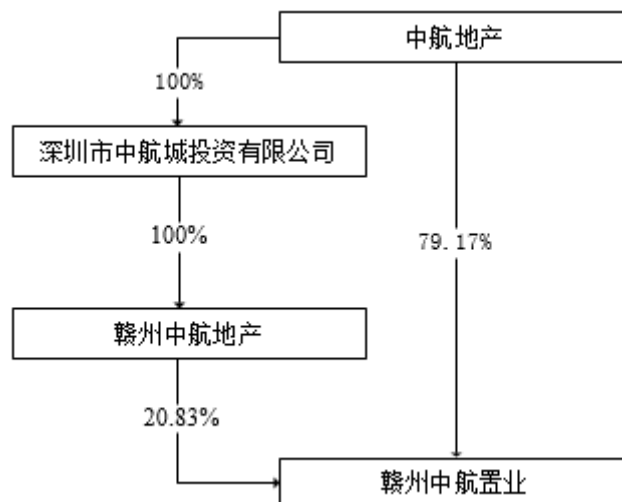 中航地产
100%
深圳市中航城投资有限公司
100%
79.17%
赣州中航地产
20.83%
赣州中航置业